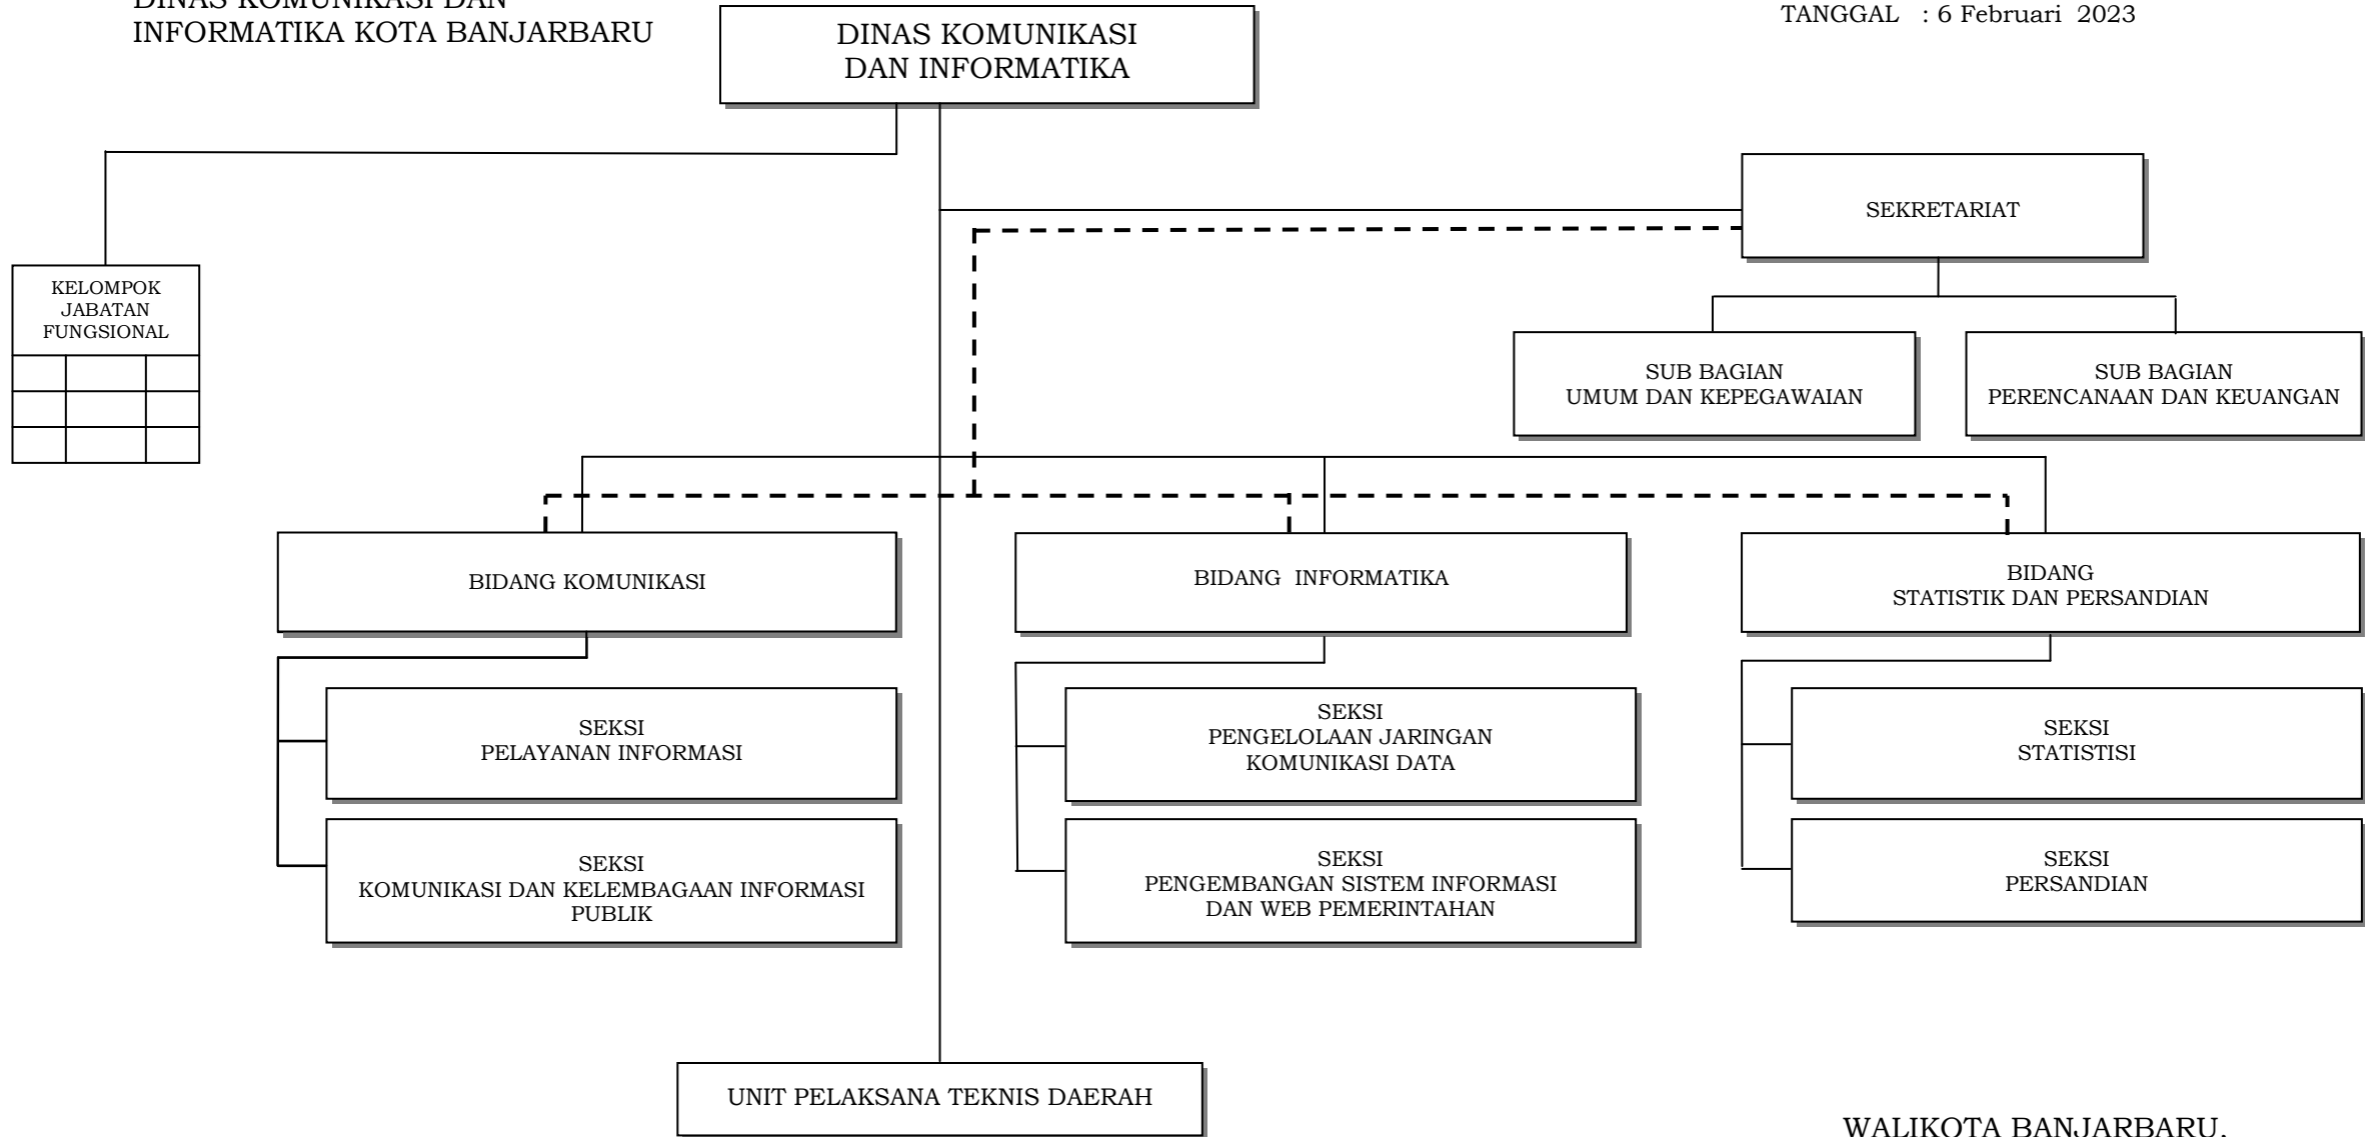 DINAS KOMUNIKASI DAN
INFORMATIKA KOTA BANJARBARU
DINAS KOMUNIKASI
DAN INFORMATIKA
TANGGAL : 6 Februari 2023
SEKRETARIAT
KELOMPOK
JABATAN
FUNGSIONAL
SUB BAGIAN
UMUM DAN KEPEGAWAIAN
SUB BAGIAN
PERENCANAAN DAN KEUANGAN
BIDANG KOMUNIKASI
BIDANG INFORMATIKA
BIDANG
STATISTIK DAN PERSANDIAN
SEKSI
PELAYANAN INFORMASI
SEKSI
PENGELOLAAN JARINGAN
KOMUNIKASI DATA
SEKSI
STATISTISI
SEKSI
KOMUNIKASI DAN KELEMBAGAAN INFORMASI
PUBLIK
SEKSI
PENGEMBANGAN SISTEM INFORMASI
DAN WEB PEMERINTAHAN
SEKSI
PERSANDIAN
UNIT PELAKSANA TEKNIS DAERAH
WALIKOTA BANJARBARU,